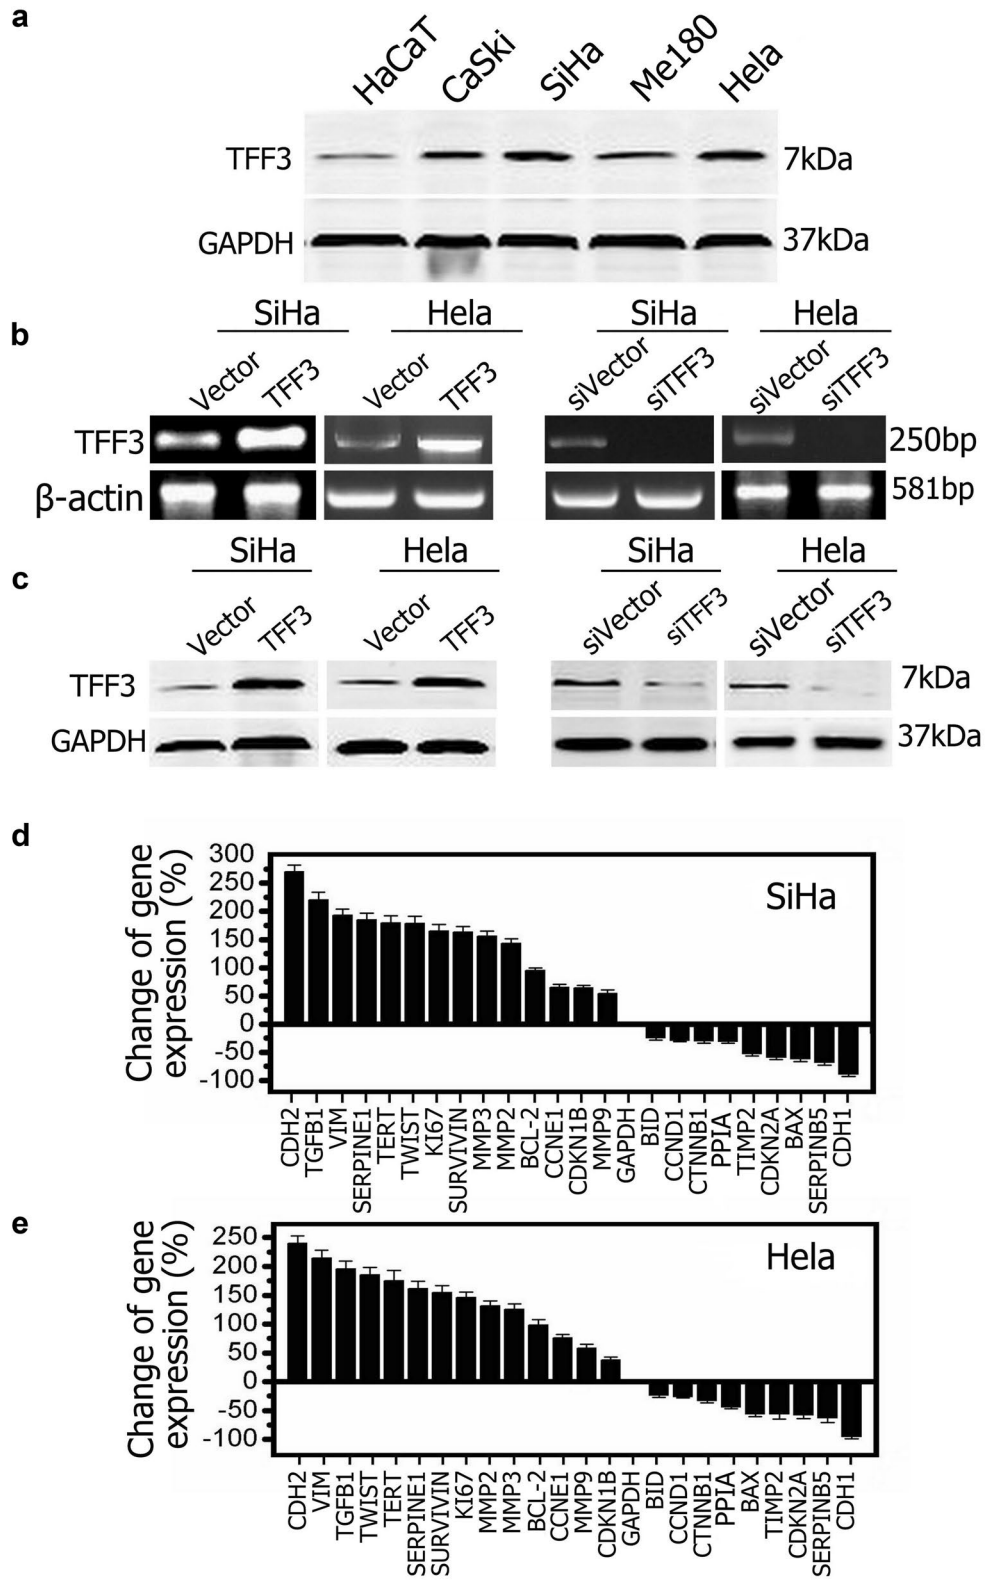 a
HaCaT CaSki SiHa Me180 Hela
TFF3 7kDa
GAPDH 37kDa
b
SiHa Hela SiHa Hela
Vector TFF3 Vector TFF3 siVector siTFF3 siVector siTFF3
TFF3 250bp
β-actin 581bp
c
SiHa Hela SiHa Hela
Vector TFF3 Vector TFF3 siVector siTFF3 siVector siTFF3
TFF3 7kDa
GAPDH 37kDa
d
Change of gene
expression (%)
300
250
200
150
100
50
0
-50
-100
SiHa
CDH2 TGFB1 VIM SERPINE1 TERT TWIST KI67 SURVIVIN MMP3 MMP2 BCL-2 CCNE1 CDKN1B MMP9 GAPDH BID CCND1 CTNNB1 PPIA TIMP2 CDKN2A BAX SERPINB5 CDH1
e
Change of gene
expression (%)
250
200
150
100
50
0
-50
-100
Hela
CDH2 VIM TGFB1 TWIST TERT SERPINE1 SURVIVIN KI67 MMP2 MMP3 BCL-2 CCNE1 MMP9 CDKN1B GAPDH BID CCND1 CTNNB1 PPIA BAX TIMP2 CDKN2A SERPINB5 CDH1